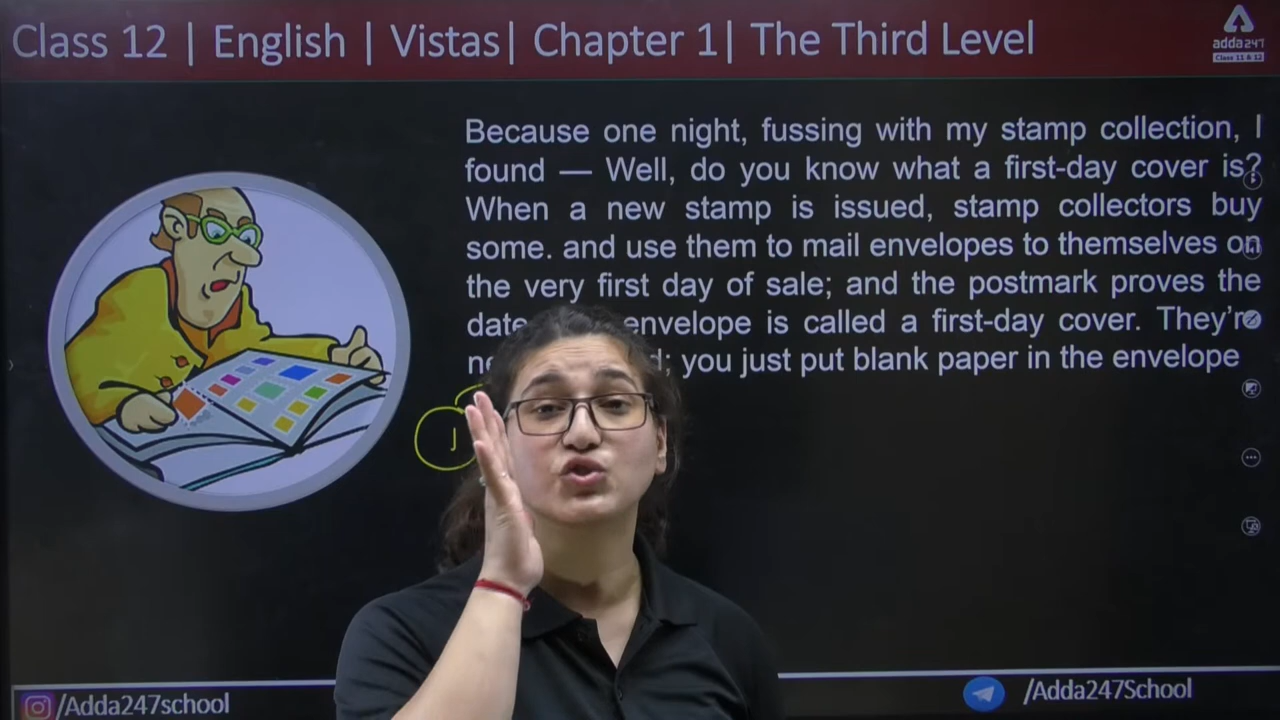 Class 12 | English | Vistas| Chapter 1| The Third Level
adda247
Class 11 & 12
Because one night, fussing with my stamp collection, I
found — Well, do you know what a first-day cover is?
When a new stamp is issued, stamp collectors buy
some. and use them to mail envelopes to themselves on
the very first day of sale; and the postmark proves the
date envelope is called a first-day cover. They're
; you just put blank paper in the envelope
/Adda247school
/Adda247School